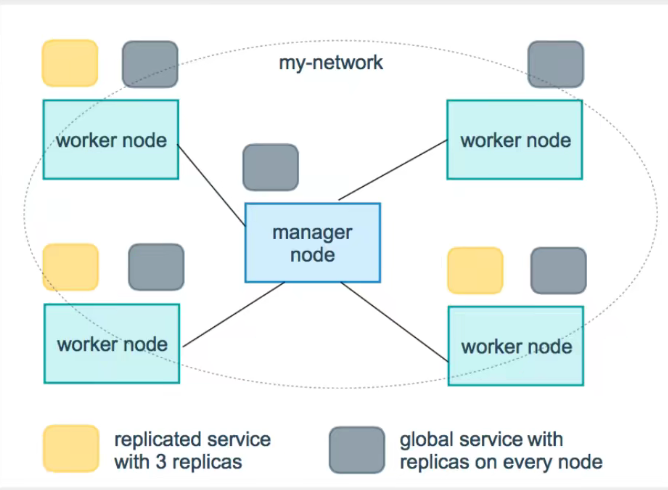 my-network
worker node
worker node
manager
node
worker node
worker node
replicated service
with 3 replicas
global service with
replicas on every node